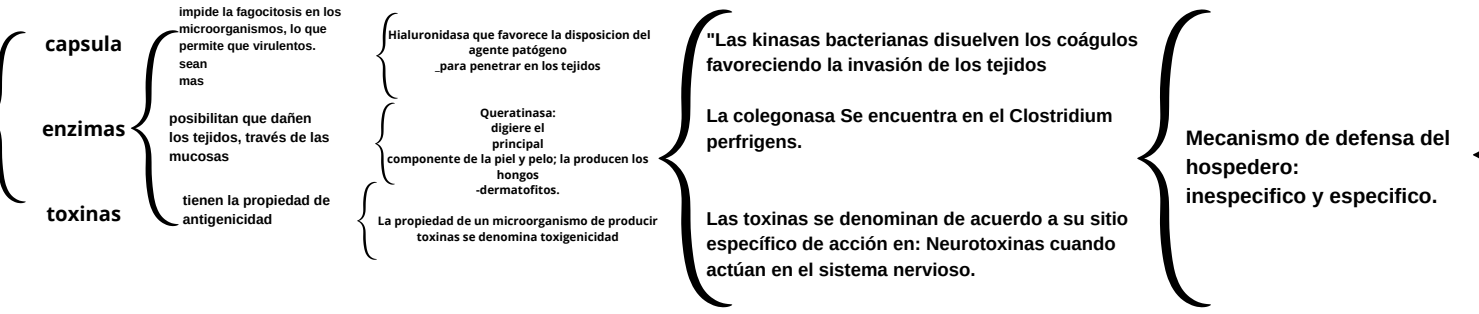 capsula
enzimas
toxinas
impide la fagocitosis en los
microorganismos, lo que
permite que virulentos.
sean
mas
posibilitan que dañen
los tejidos, través de las
mucosas
tienen la propiedad de
antigenicidad
Hialuronidasa que favorece la disposicion del
agente patógeno
_para penetrar en los tejidos
Queratinasa:
digiere el
principal
componente de la piel y pelo; la producen los
hongos
-dermatofitos.
La propiedad de un microorganismo de producir
toxinas se denomina toxigenicidad
"Las kinasas bacterianas disuelven los coágulos
favoreciendo la invasión de los tejidos
La colegonasa Se encuentra en el Clostridium
perfrigens.
Las toxinas se denominan de acuerdo a su sitio
específico de acción en: Neurotoxinas cuando
actúan en el sistema nervioso.
Mecanismo de defensa del
hospedero:
inespecifico y especifico.